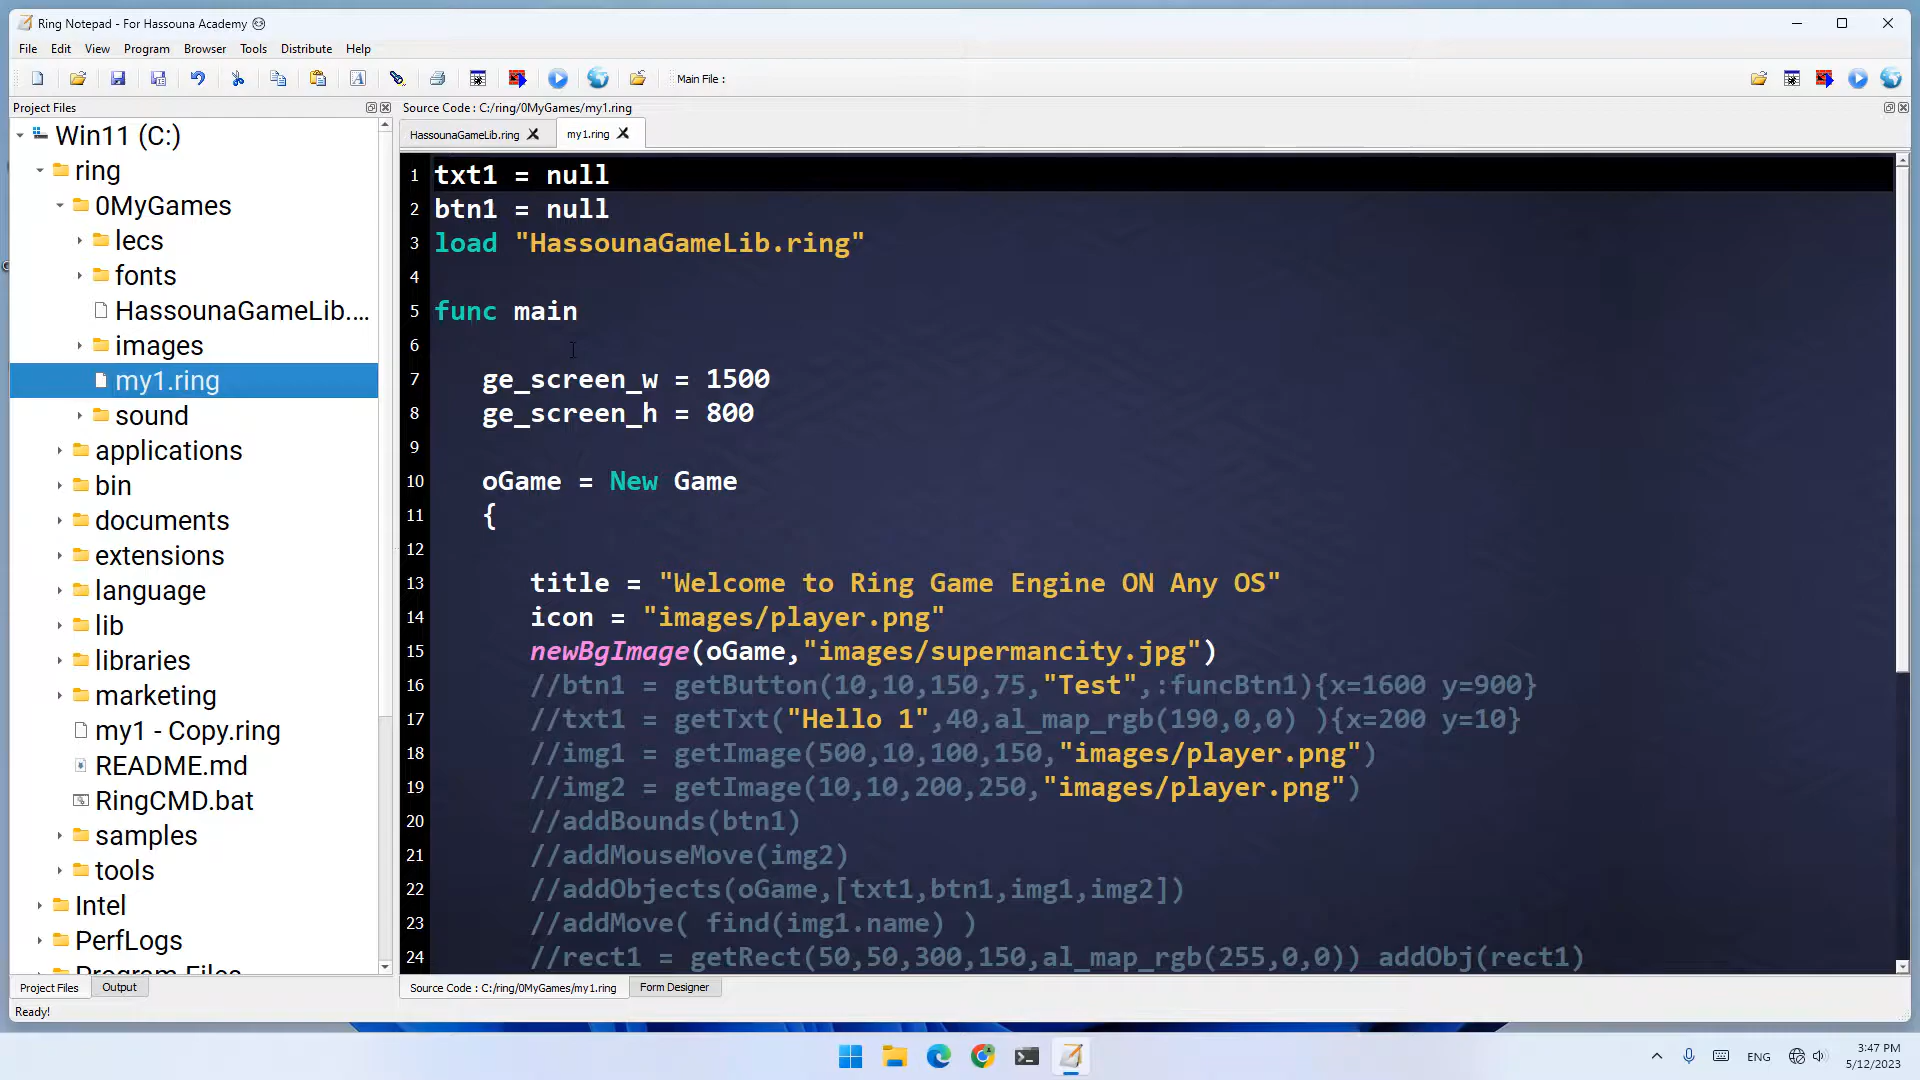 Ring Notepad - For Hassouna Academy
File Edit View Program Browser Tools Distribute Help
Main File :
Project Files
Win11 (C:)
ring
0MyGames
lecs
fonts
HassounaGameLib....
images
my1.ring
sound
applications
bin
documents
extensions
language
lib
libraries
marketing
my1 - Copy.ring
README.md
RingCMD.bat
samples
tools
Intel
PerfLogs
Program Files
Project Files Output
Source Code : C:/ring/0MyGames/my1.ring
HassounaGameLib.ring my1.ring
1 txt1 = null
2 btn1 = null
3 load "HassounaGameLib.ring"
4
5 func main
6
7 ge_screen_w = 1500
8 ge_screen_h = 800
9
10 oGame = New Game
11 {
12
13 title = "Welcome to Ring Game Engine ON Any OS"
14 icon = "images/player.png"
15 newBgImage(oGame,"images/supermancity.jpg")
16 //btn1 = getButton(10,10,150,75,"Test",:funcBtn1){x=1600 y=900}
17 //txt1 = getTxt("Hello 1",40,al_map_rgb(190,0,0) ){x=200 y=10}
18 //img1 = getImage(500,10,100,150,"images/player.png")
19 //img2 = getImage(10,10,200,250,"images/player.png")
20 //addBounds(btn1)
21 //addMouseMove(img2)
22 //addObjects(oGame,[txt1,btn1,img1,img2])
23 //addMove( find(img1.name) )
24 //rect1 = getRect(50,50,300,150,al_map_rgb(255,0,0)) addObj(rect1)
Source Code : C:/ring/0MyGames/my1.ring Form Designer
Ready!
ENG
3:47 PM
5/12/2023